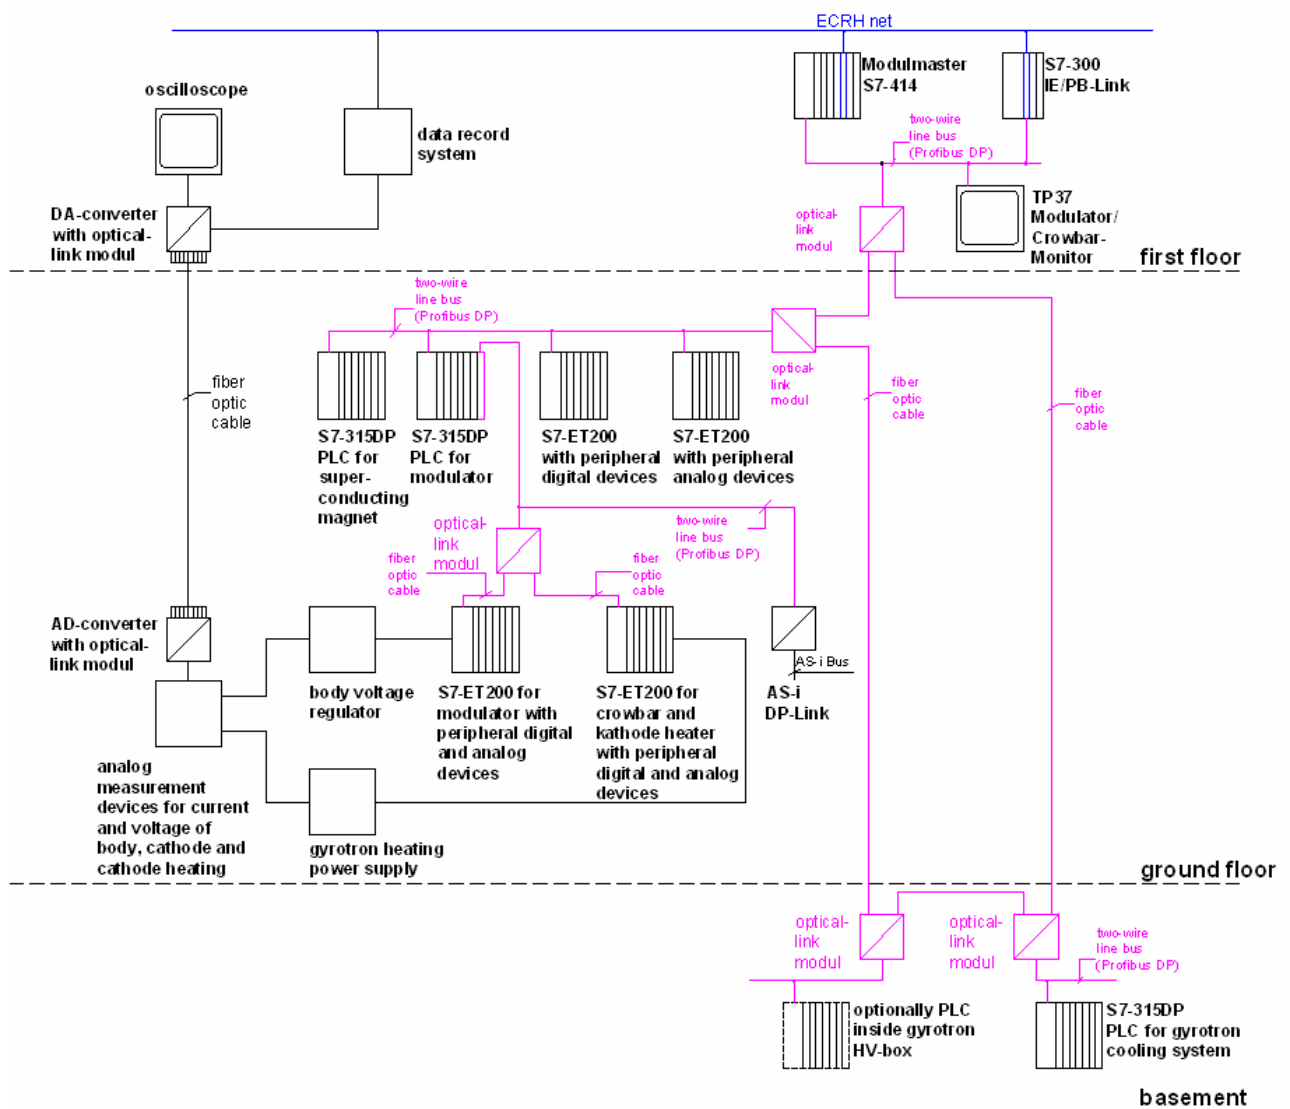 ECRH net
oscilloscope
data record
system
Modulmaster
S7-414
S7-300
IE/PB-Link
two-wire
line bus
(Profibus DP)
DA-converter
with optical-
link modul
optical-
link
modul
TP37
Modulator/
Crowbar-
Monitor
first floor
two-wire
line bus
(Profibus DP)
fiber
optic
cable
S7-315DP
PLC for
super-
conducting
magnet
S7-315DP
PLC for
modulator
S7-ET200
with peripheral
digital devices
S7-ET200
with peripheral
analog devices
optical-
link
modul
fiber
optic
cable
fiber
optic
cable
optical-
link
modul
two-wire
line bus
(Profibus DP)
fiber
optic
cable
fiber
optic
cable
AD-converter
with optical-
link modul
body voltage
regulator
S7-ET200 for
modulator with
peripheral digital
and analog
devices
S7-ET200 for
crowbar and
kathode heater
with peripheral
digital and analog
devices
AS-i Bus
AS-i
DP-Link
analog
measurement
devices for current
and voltage of
body, cathode and
cathode heating
gyrotron heating
power supply
ground floor
optical-
link
modul
optical-
link
modul
two-wire
line bus
(Profibus DP)
optionally PLC
inside gyrotron
HV-box
S7-315DP
PLC for gyrotron
cooling system
basement